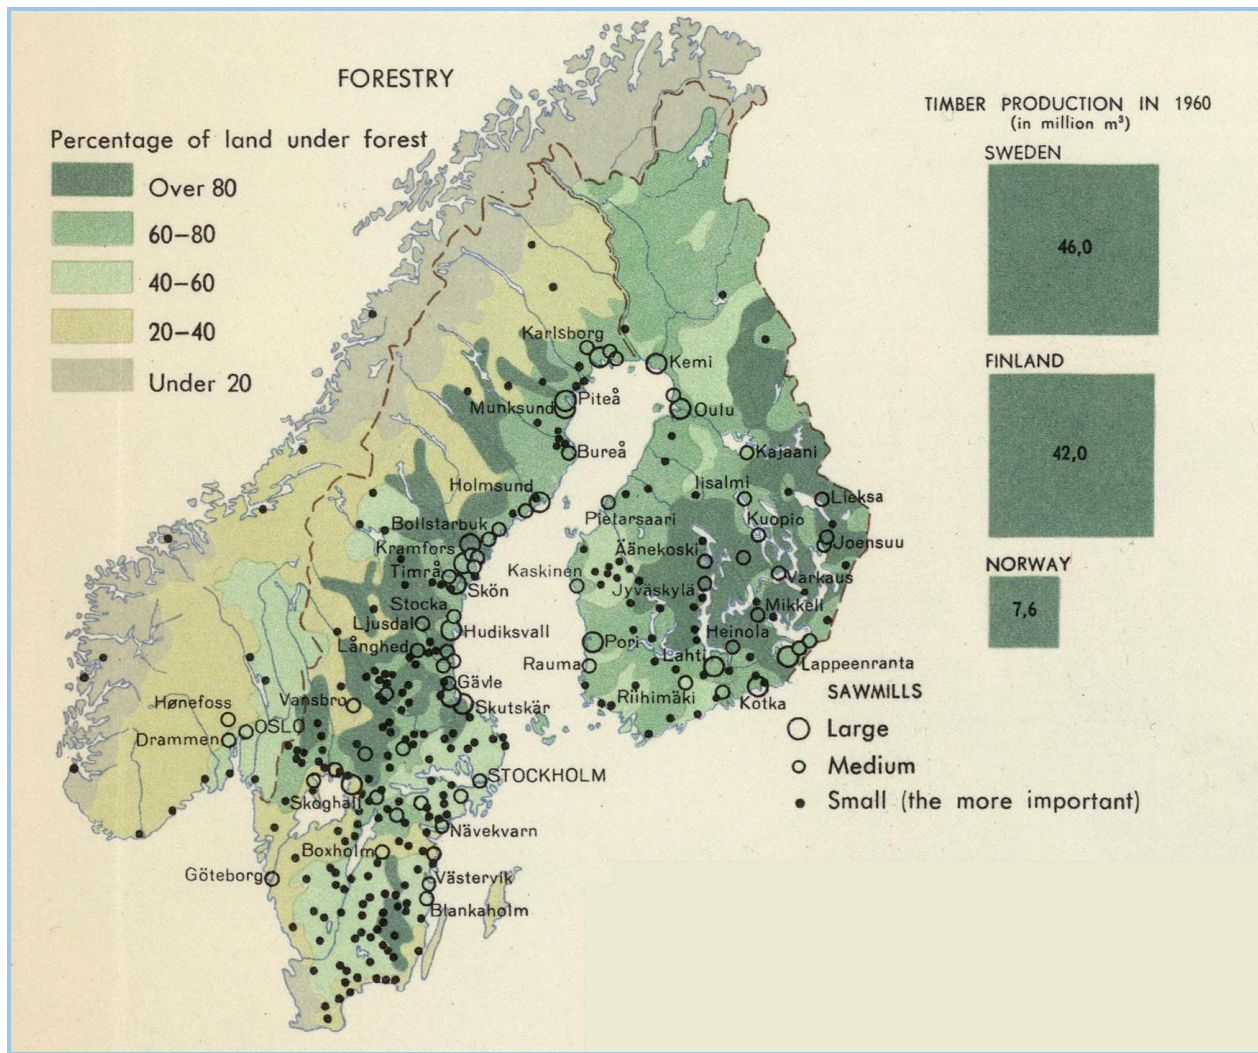 FORESTRY
Percentage of land under forest
Over 80
60–80
40–60
20–40
Under 20
TIMBER PRODUCTION IN 1960
(in million m³)
SWEDEN
46,0
FINLAND
42,0
NORWAY
7,6
SAWMILLS
Large
Medium
Small (the more important)
Karlsborg
Kemi
Piteå
Munksund
Oulu
Bureå
Kajaani
Holmsund
Iisalmi
Lieksa
Pietarsaari
Kuopio
Bollstarbuk
Joensuu
Kramfors
Äänekoski
Timrå
Kaskinen
Varkaus
Skön
Jyväskylä
Stocka
Mikkeli
Ljusdal
Hudiksvall
Heinola
Långhed
Pori
Lahti
Rauma
Lappeenranta
Gävle
Riihimäki
Kotka
Vansbro
Skutskär
Hønefoss
OSLO
Drammen
STOCKHOLM
Skoghall
Nävekvarn
Boxholm
Göteborg
Västervik
Blankaholm